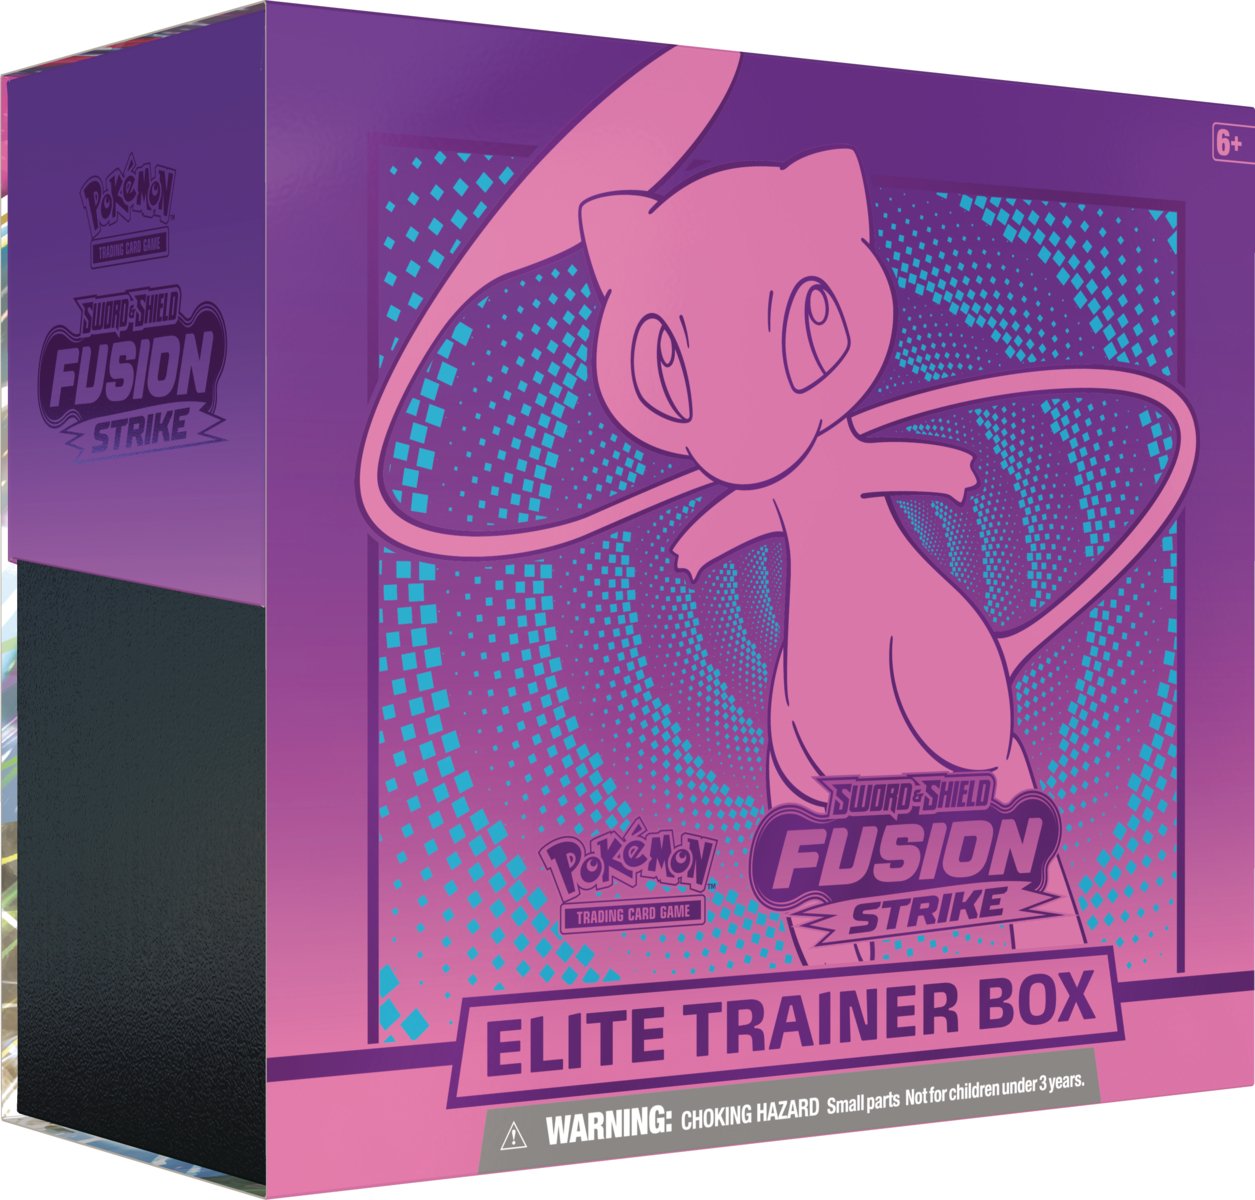 Pokémon
TRADING CARD GAME
SWORD & SHIELD
FUSION
STRIKE
6+
Pokémon™
TRADING CARD GAME
SWORD & SHIELD
FUSION
STRIKE
ELITE TRAINER BOX
WARNING: CHOKING HAZARD Small parts Not for children under 3 years.